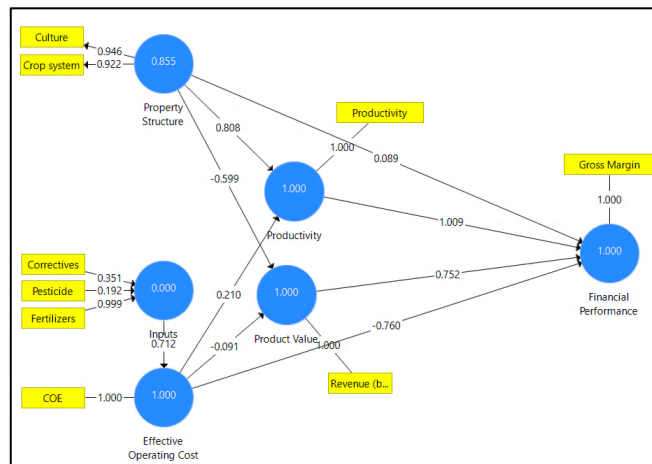 Culture
0.946
Crop system
0.922
0.855
Property
Structure
Productivity
0.808
1.000
0.089
Gross Margin
-0.599
1.000
1.000
Productivity
1.009
1.000
Correctives
0.351
Pesticide
0.192
Fertilizers
0.999
0.000
Inputs
0.210
1.000
Product Value
0.752
Financial
Performance
0.712
-0.091
-0.760
1.000
Revenue (b...
COE
1.000
1.000
Effective
Operating Cost